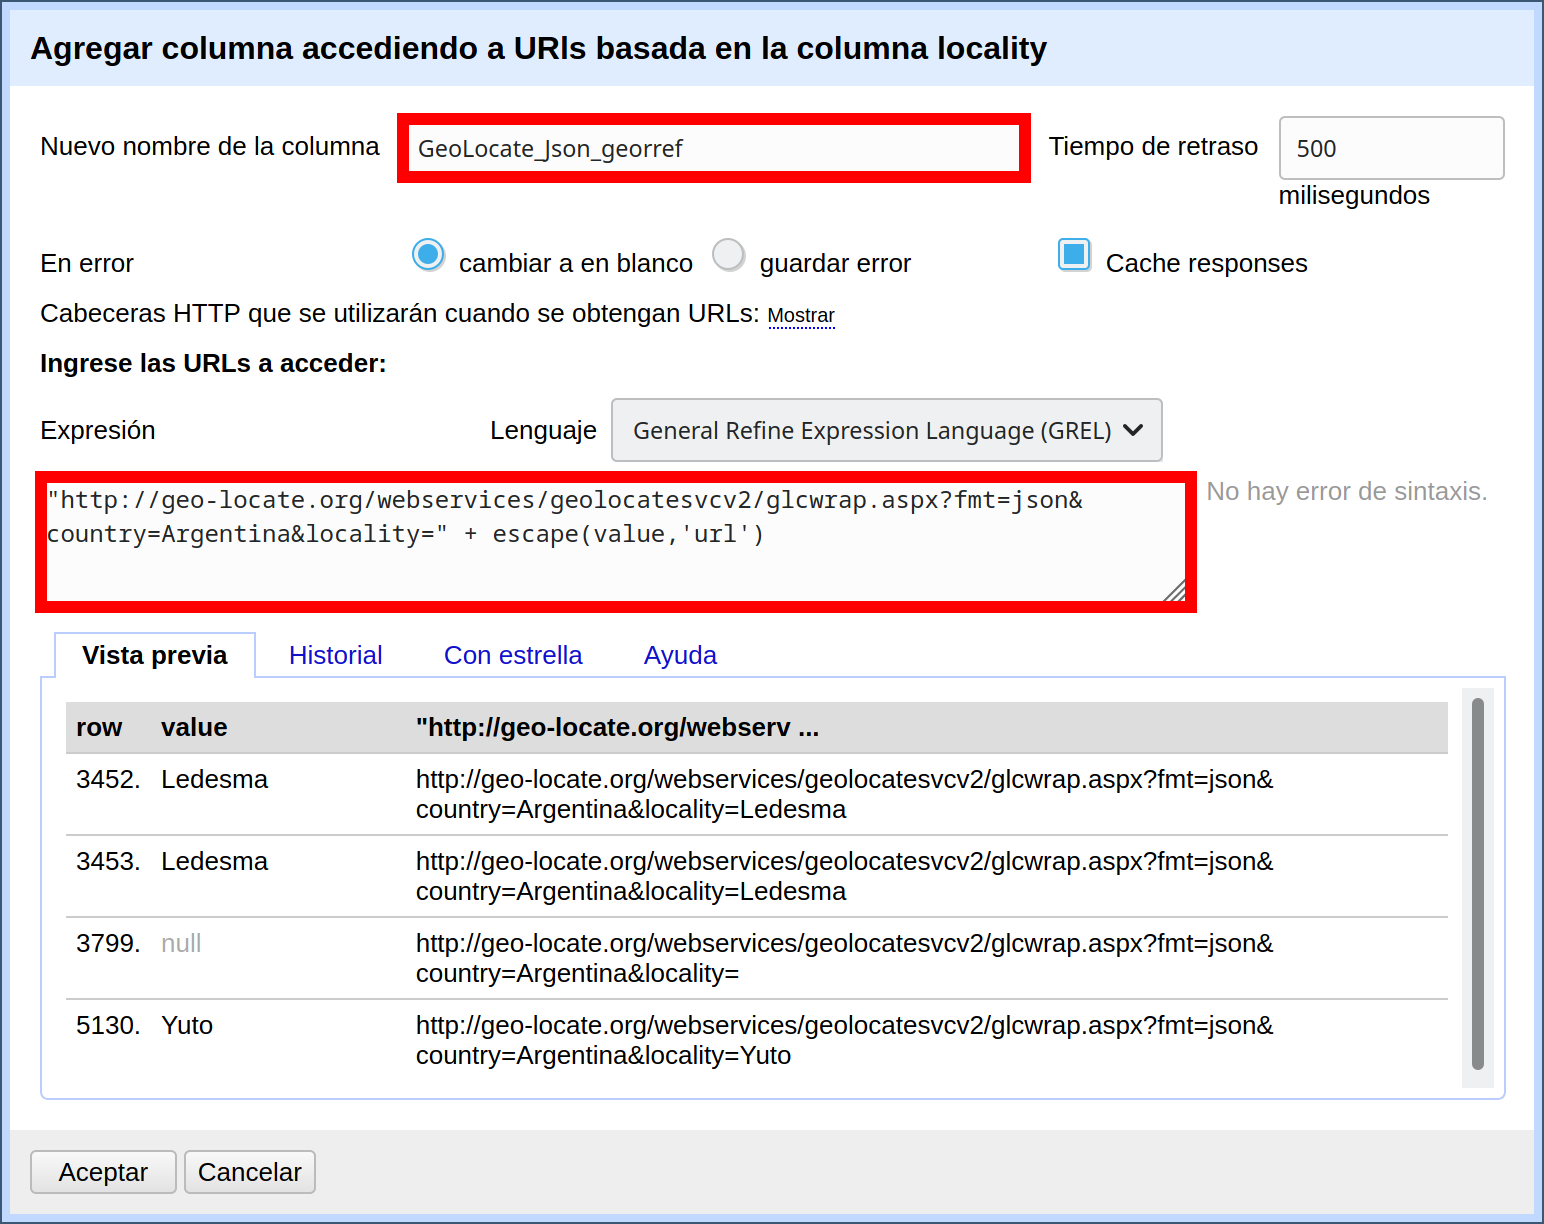 Agregar columna accediendo a URls basada en la columna locality
Nuevo nombre de la columna GeoLocate_Json_georref Tiempo de retraso 500
milisegundos
En error cambiar a en blanco guardar error Cache responses
Cabeceras HTTP que se utilizarán cuando se obtengan URLs: Mostrar
Ingrese las URLs a acceder:
Expresión Lenguaje General Refine Expression Language (GREL)
"http://geo-locate.org/webservices/geolocatesvcv2/glcwrap.aspx?fmt=json&
country=Argentina&locality=" + escape(value,'url')
No hay error de sintaxis.
Vista previa Historial Con estrella Ayuda
row value "http://geo-locate.org/webserv ...
3452. Ledesma http://geo-locate.org/webservices/geolocatesvcv2/glcwrap.aspx?fmt=json&
country=Argentina&locality=Ledesma
3453. Ledesma http://geo-locate.org/webservices/geolocatesvcv2/glcwrap.aspx?fmt=json&
country=Argentina&locality=Ledesma
3799. null http://geo-locate.org/webservices/geolocatesvcv2/glcwrap.aspx?fmt=json&
country=Argentina&locality=
5130. Yuto http://geo-locate.org/webservices/geolocatesvcv2/glcwrap.aspx?fmt=json&
country=Argentina&locality=Yuto
Aceptar Cancelar